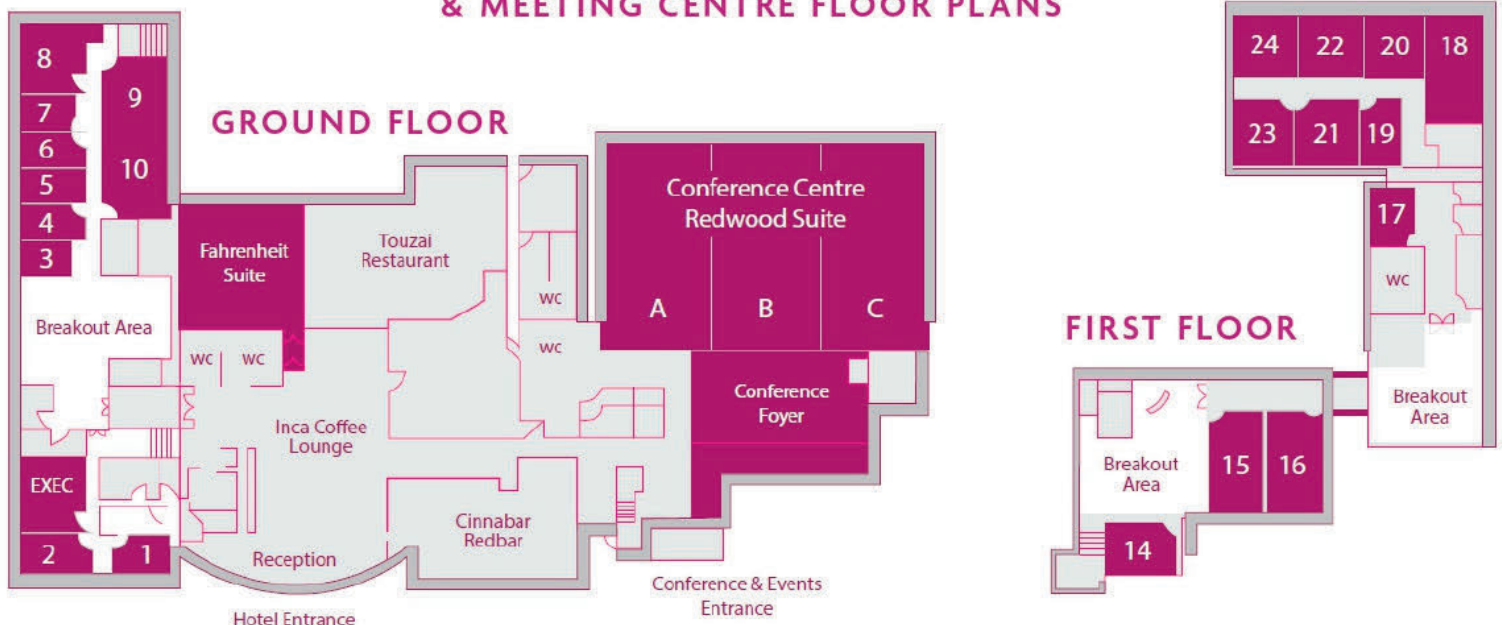 & MEETING CENTRE FLOOR PLANS
GROUND FLOOR
8
7
6
5
4
3
9
10
Breakout Area
EXEC
2
1
Fahrenheit
Suite
WC
WC
Touzai
Restaurant
Inca Coffee
Lounge
Reception
Hotel Entrance
Cinnabar
Redbar
WC
WC
Conference Centre
Redwood Suite
A
B
C
Conference
Foyer
Conference & Events
Entrance
FIRST FLOOR
24
22
20
18
23
21
19
17
WC
Breakout
Area
Breakout
Area
15
16
14